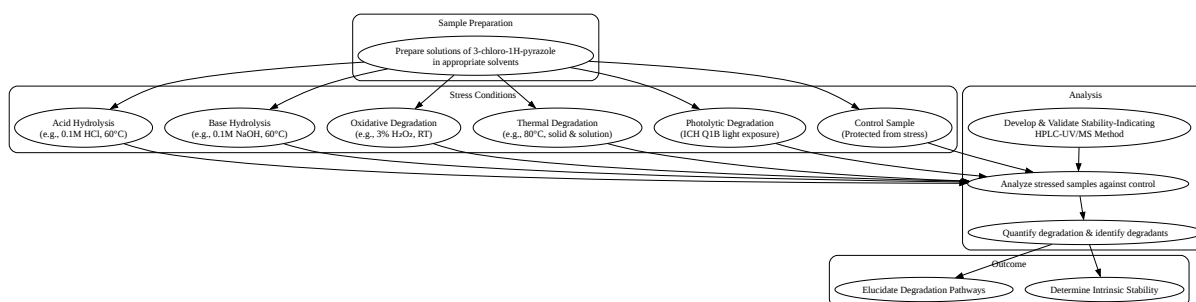 Sample Preparation
Prepare solutions of 3-chloro-1H-pyrazole
in appropriate solvents
Stress Conditions
Acid Hydrolysis
(e.g., 0.1M HCl, 60°C)
Base Hydrolysis
(e.g., 0.1M NaOH, 60°C)
Oxidative Degradation
(e.g., 3% H₂O₂, RT)
Thermal Degradation
(e.g., 80°C, solid & solution)
Photolytic Degradation
(ICH Q1B light exposure)
Control Sample
(Protected from stress)
Analysis
Develop & Validate Stability-Indicating
HPLC-UV/MS Method
Analyze stressed samples against control
Quantify degradation & identify degradants
Outcome
Elucidate Degradation Pathways
Determine Intrinsic Stability